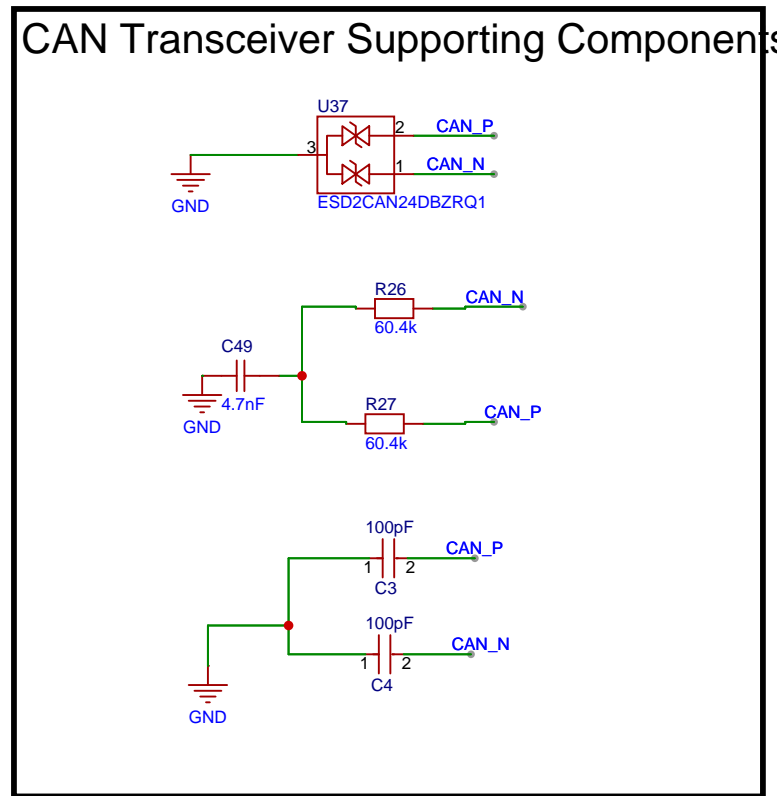 CAN Transceiver Supporting Components
U37
2 CAN_P
3
1 CAN_N
ESD2CAN24DBZRQ1
GND
R26
CAN_N
60.4k
C49
4.7nF
GND
R27
CAN_P
60.4k
100pF
CAN_P
1 2
C3
100pF
CAN_N
1 2
C4
GND